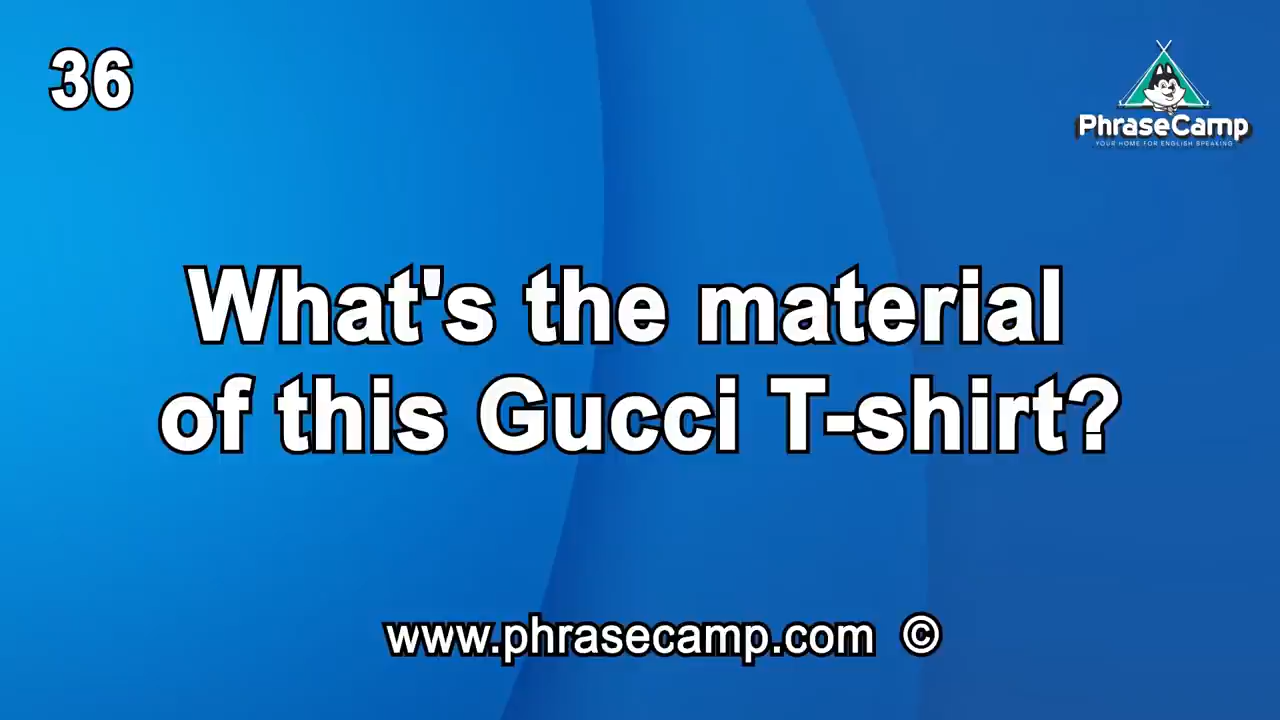 36
PhraseCamp
YOUR HOME FOR ENGLISH SPEAKING
What's the material
of this Gucci T-shirt?
www.phrasecamp.com ©